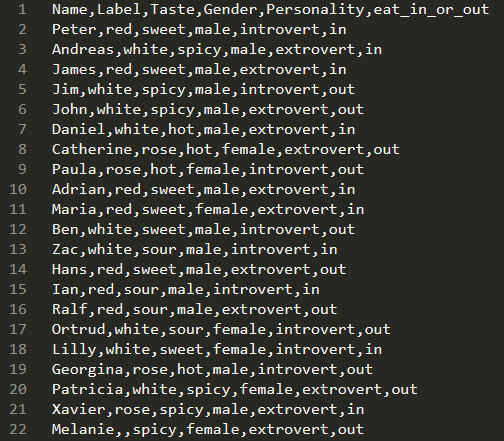 1 Name,Label,Taste,Gender,Personality,eat_in_or_out
2 Peter,red,sweet,male,introvert,in
3 Andreas,white,spicy,male,extrovert,in
4 James,red,sweet,male,extrovert,in
5 Jim,white,spicy,male,introvert,out
6 John,white,spicy,male,extrovert,out
7 Daniel,white,hot,male,extrovert,in
8 Catherine,rose,hot,female,extrovert,out
9 Paula,rose,hot,female,introvert,out
10 Adrian,red,sweet,male,extrovert,in
11 Maria,red,sweet,female,extrovert,in
12 Ben,white,sweet,male,introvert,out
13 Zac,white,sour,male,introvert,in
14 Hans,red,sweet,male,extrovert,out
15 Ian,red,sour,male,introvert,in
16 Ralf,red,sour,male,extrovert,out
17 Ortrud,white,sour,female,introvert,out
18 Lilly,white,sweet,female,introvert,in
19 Georgina,rose,hot,male,introvert,out
20 Patricia,white,spicy,female,extrovert,out
21 Xavier,rose,spicy,male,extrovert,in
22 Melanie,,spicy,female,extrovert,out